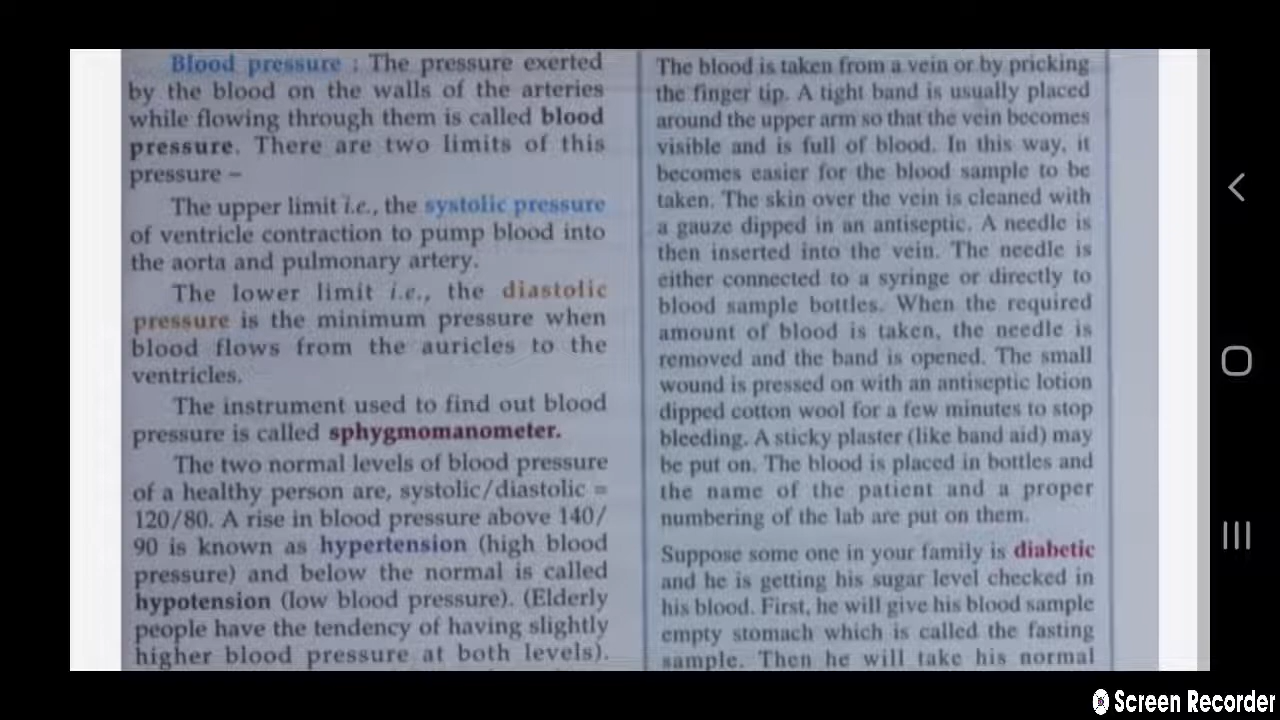 Blood pressure : The pressure exerted
by the blood on the walls of the arteries
while flowing through them is called blood
pressure. There are two limits of this
pressure –
The upper limit i.e., the systolic pressure
of ventricle contraction to pump blood into
the aorta and pulmonary artery.
The lower limit i.e., the diastolic
pressure is the minimum pressure when
blood flows from the auricles to the
ventricles.
The instrument used to find out blood
pressure is called sphygmomanometer.
The two normal levels of blood pressure
of a healthy person are, systolic/diastolic =
120/80. A rise in blood pressure above 140/
90 is known as hypertension (high blood
pressure) and below the normal is called
hypotension (low blood pressure). (Elderly
people have the tendency of having slightly
higher blood pressure at both levels).
The blood is taken from a vein or by pricking
the finger tip. A tight band is usually placed
around the upper arm so that the vein becomes
visible and is full of blood. In this way, it
becomes easier for the blood sample to be
taken. The skin over the vein is cleaned with
a gauze dipped in an antiseptic. A needle is
then inserted into the vein. The needle is
either connected to a syringe or directly to
blood sample bottles. When the required
amount of blood is taken, the needle is
removed and the band is opened. The small
wound is pressed on with an antiseptic lotion
dipped cotton wool for a few minutes to stop
bleeding. A sticky plaster (like band aid) may
be put on. The blood is placed in bottles and
the name of the patient and a proper
numbering of the lab are put on them.
Suppose some one in your family is diabetic
and he is getting his sugar level checked in
his blood. First, he will give his blood sample
empty stomach which is called the fasting
sample. Then he will take his normal
Screen Recorder